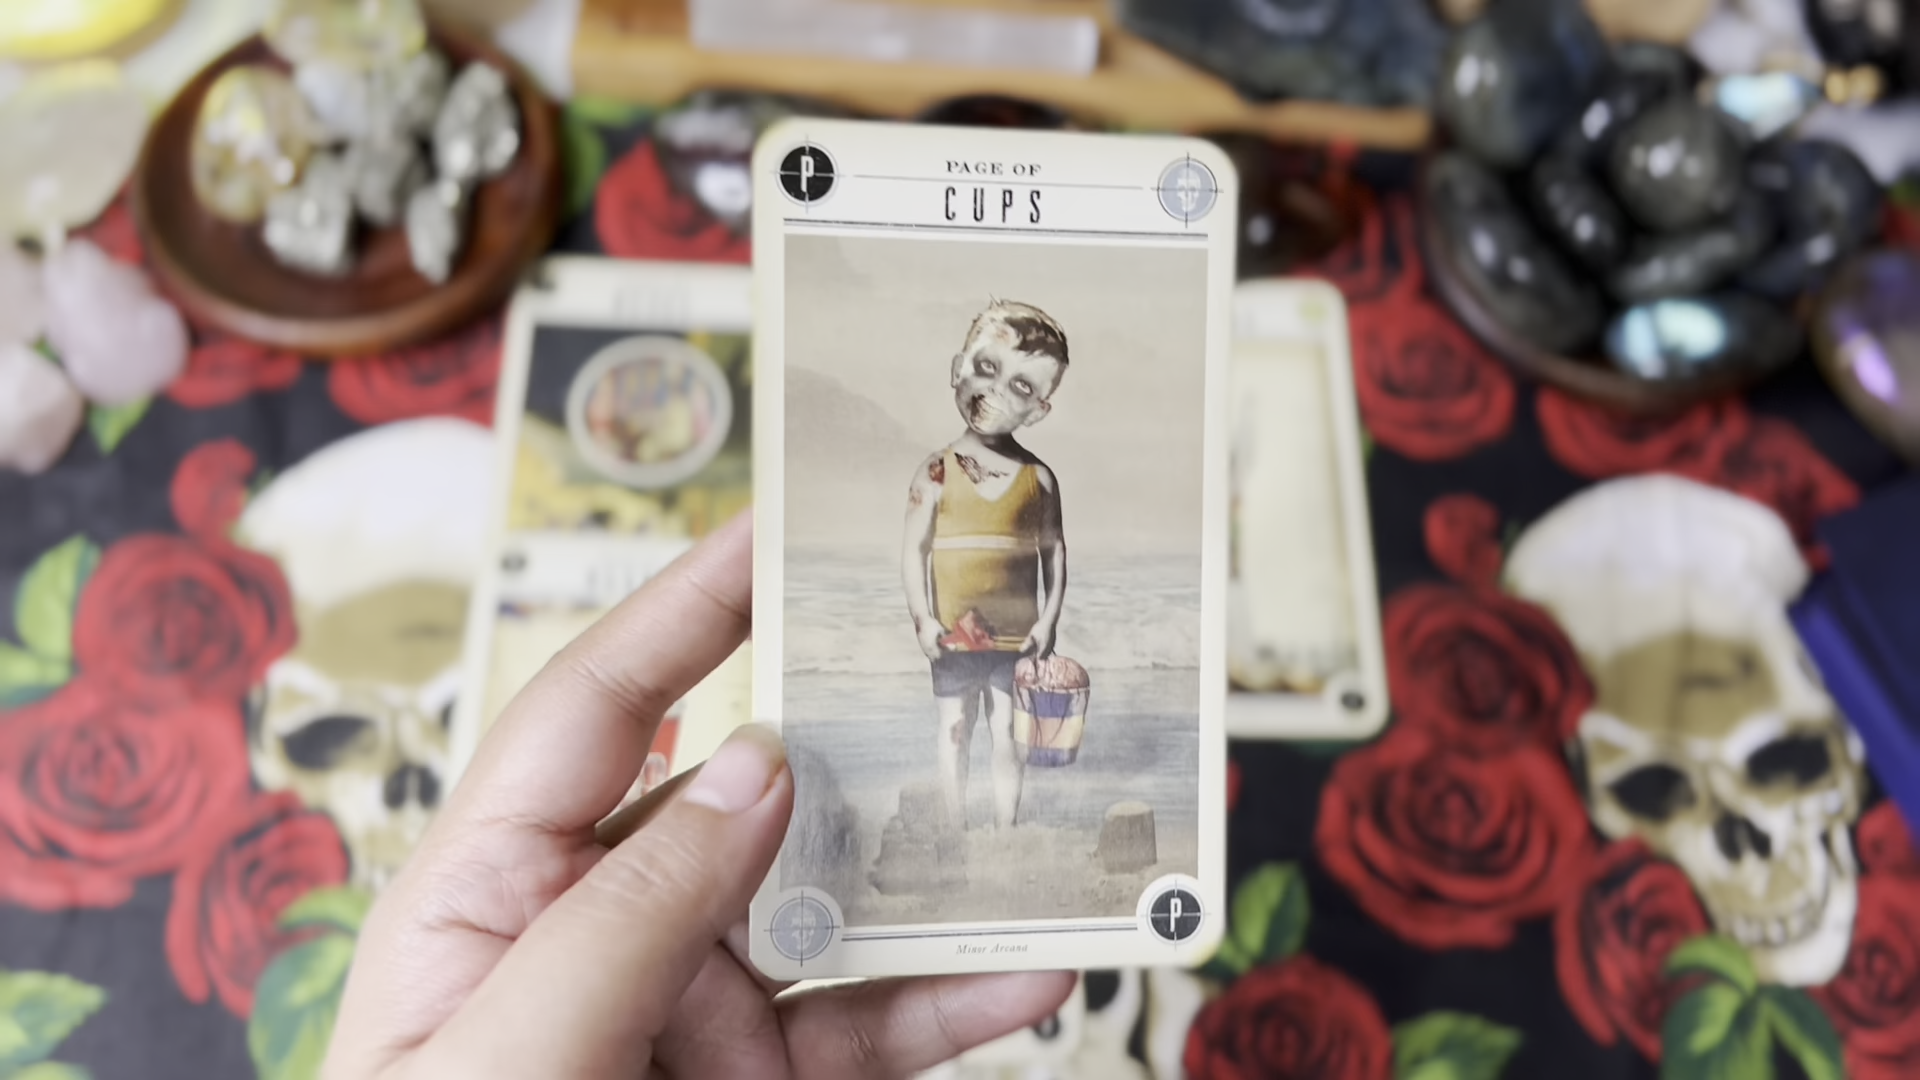 P
PAGE OF
CUPS
P
Minor Arcana